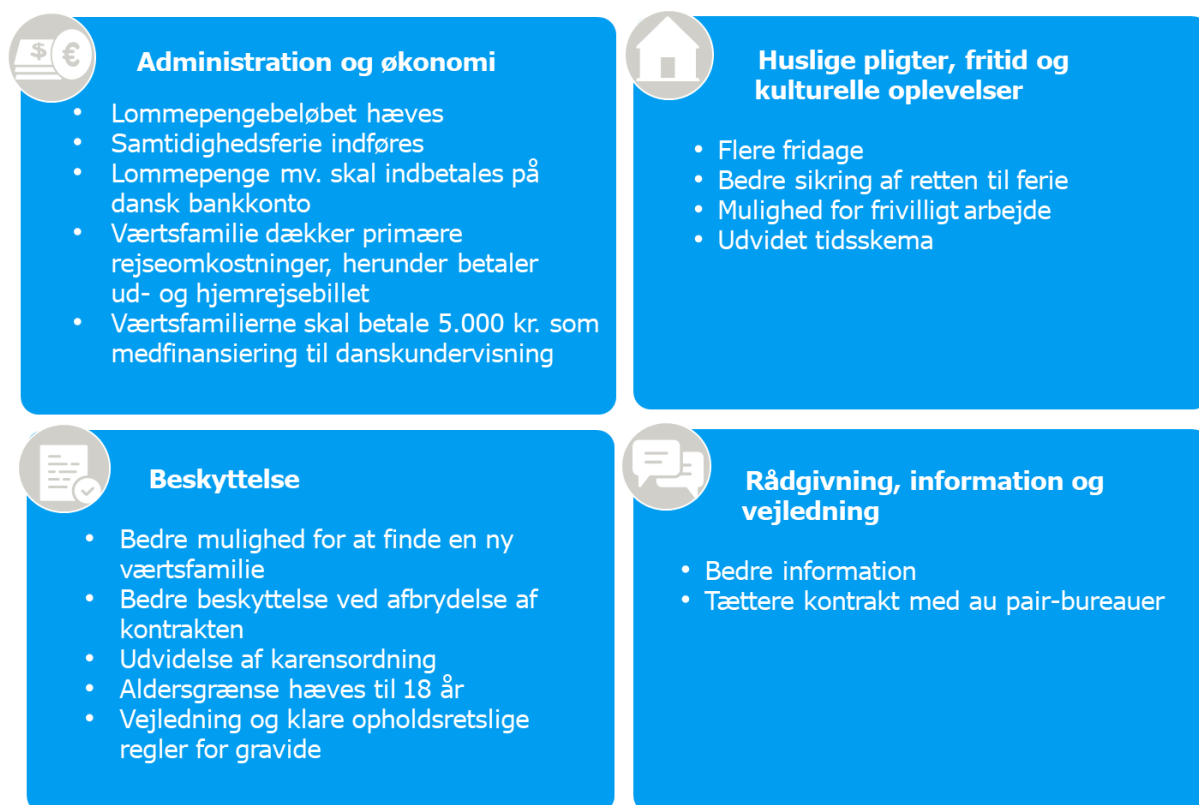 Administration og økonomi
• Lommepengebeløbet hæves
• Samtidighedsferie indføres
• Lommepenge mv. skal indbetales på
dansk bankkonto
• Værtsfamilie dækker primære
rejseomkostninger, herunder betaler
ud- og hjemrejsebillet
• Værtsfamilierne skal betale 5.000 kr. som
medfinansiering til danskundervisning
Huslige pligter, fritid og
kulturelle oplevelser
• Flere fridage
• Bedre sikring af retten til ferie
• Mulighed for frivilligt arbejde
• Udvidet tidsskema
Beskyttelse
• Bedre mulighed for at finde en ny
værtsfamilie
• Bedre beskyttelse ved afbrydelse af
kontrakten
• Udvidelse af karensordning
• Aldersgrænse hæves til 18 år
• Vejledning og klare opholdsretslige
regler for gravide
Rådgivning, information og
vejledning
• Bedre information
• Tættere kontrakt med au pair-bureauer